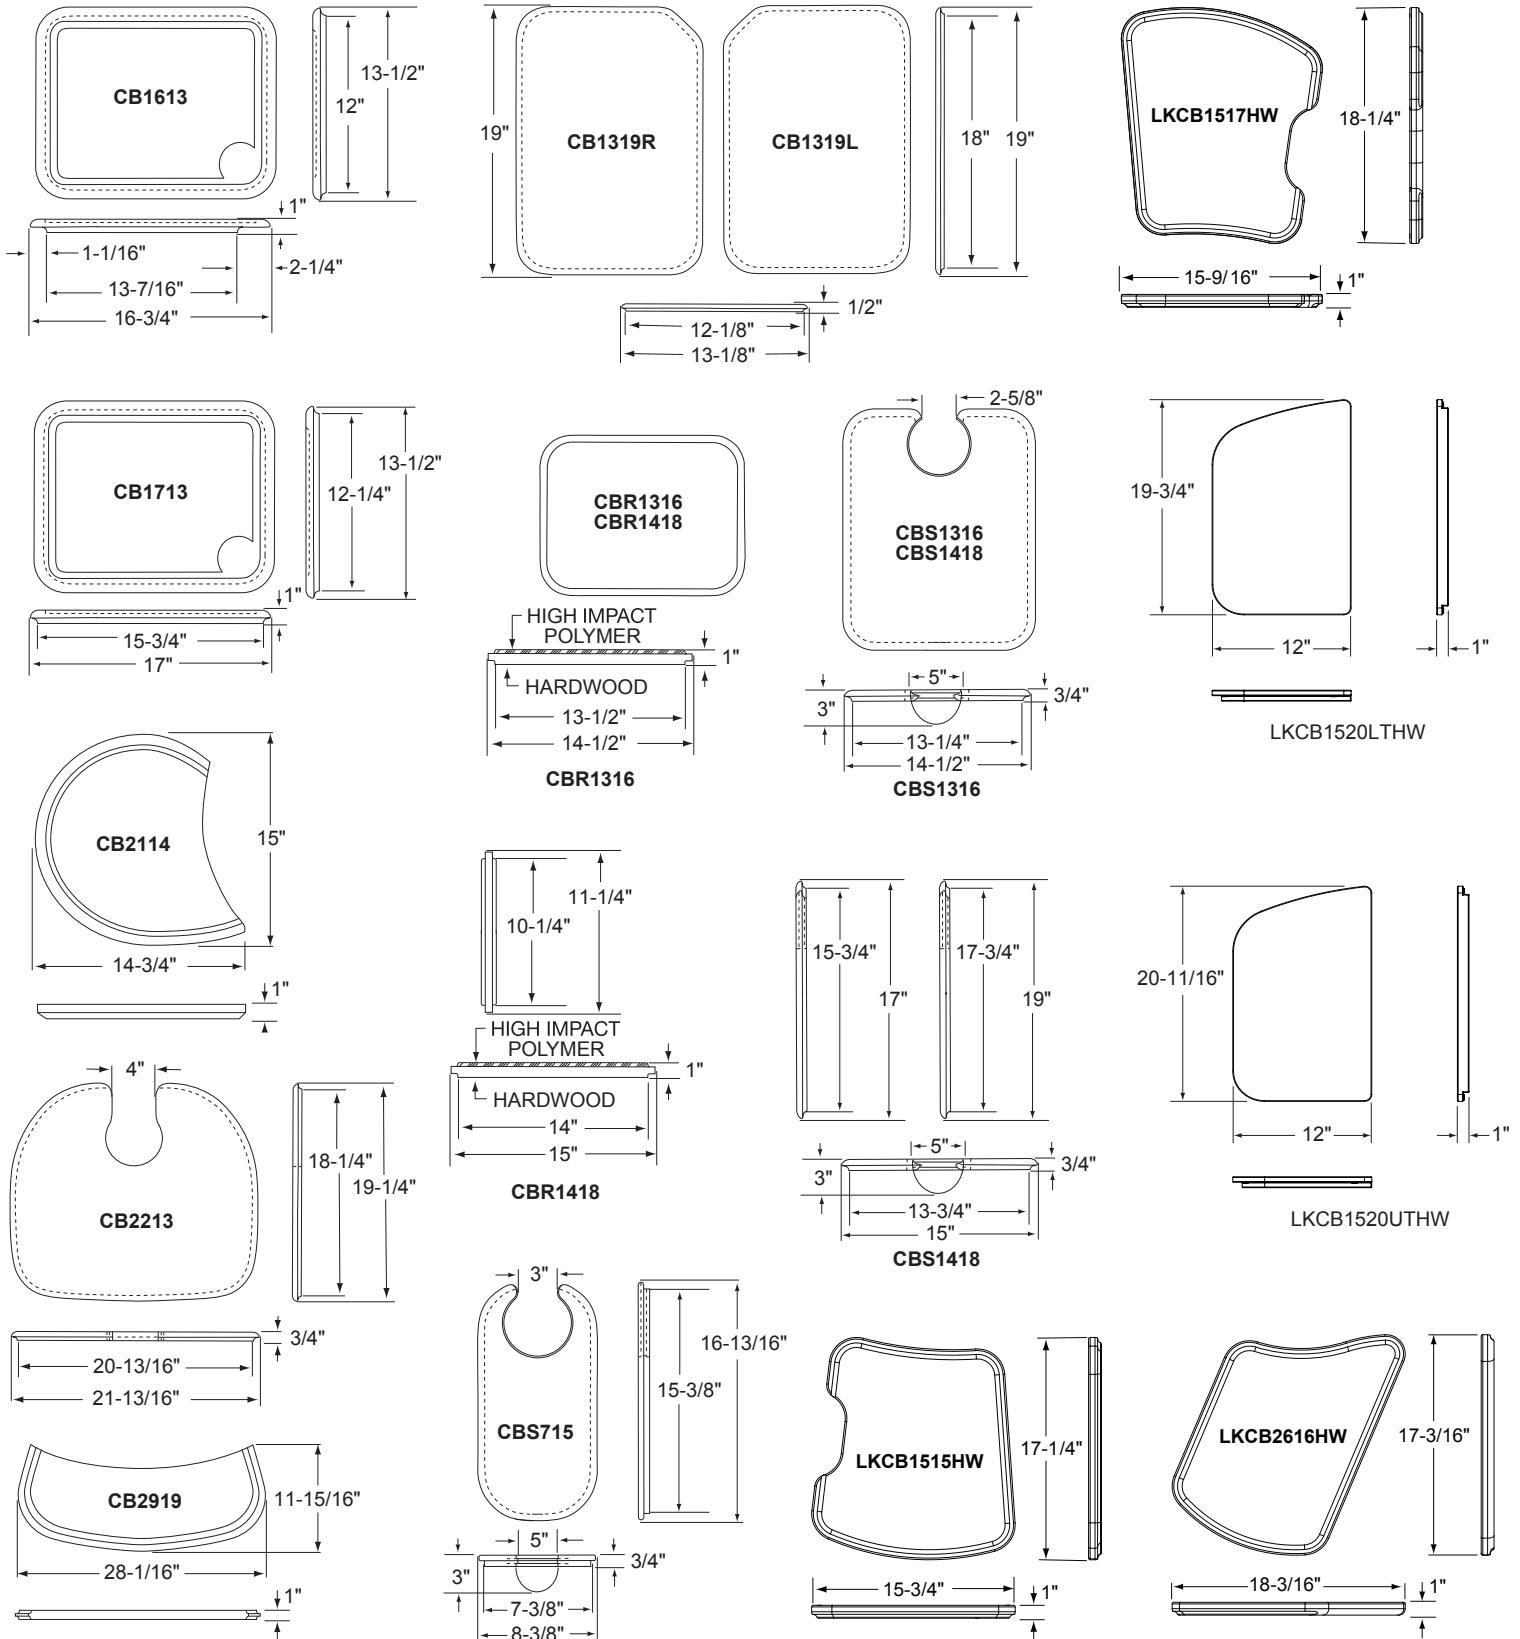 CB1613
12"
13-1/2"
1"
1-1/16"
2-1/4"
13-7/16"
16-3/4"
19"
CB1319R
CB1319L
18"
19"
1/2"
12-1/8"
13-1/8"
LKCB1517HW
18-1/4"
15-9/16"
1"
CB1713
12-1/4"
13-1/2"
1"
15-3/4"
17"
CBR1316
CBR1418
HIGH IMPACT
POLYMER
1"
HARDWOOD
13-1/2"
14-1/2"
CBR1316
2-5/8"
CBS1316
CBS1418
5"
3"
3/4"
13-1/4"
14-1/2"
CBS1316
19-3/4"
12"
1"
LKCB1520LTHW
CB2114
15"
14-3/4"
1"
11-1/4"
10-1/4"
HIGH IMPACT
POLYMER
1"
HARDWOOD
14"
15"
CBR1418
15-3/4"
17"
17-3/4"
19"
5"
3"
3/4"
13-3/4"
15"
CBS1418
20-11/16"
12"
1"
LKCB1520UTHW
4"
CB2213
18-1/4"
19-1/4"
3/4"
20-13/16"
21-13/16"
3"
CBS715
16-13/16"
15-3/8"
5"
3"
3/4"
7-3/8"
8-3/8"
CB2919
11-15/16"
28-1/16"
1"
LKCB1515HW
17-1/4"
15-3/4"
1"
LKCB2616HW
17-3/16"
18-3/16"
1"